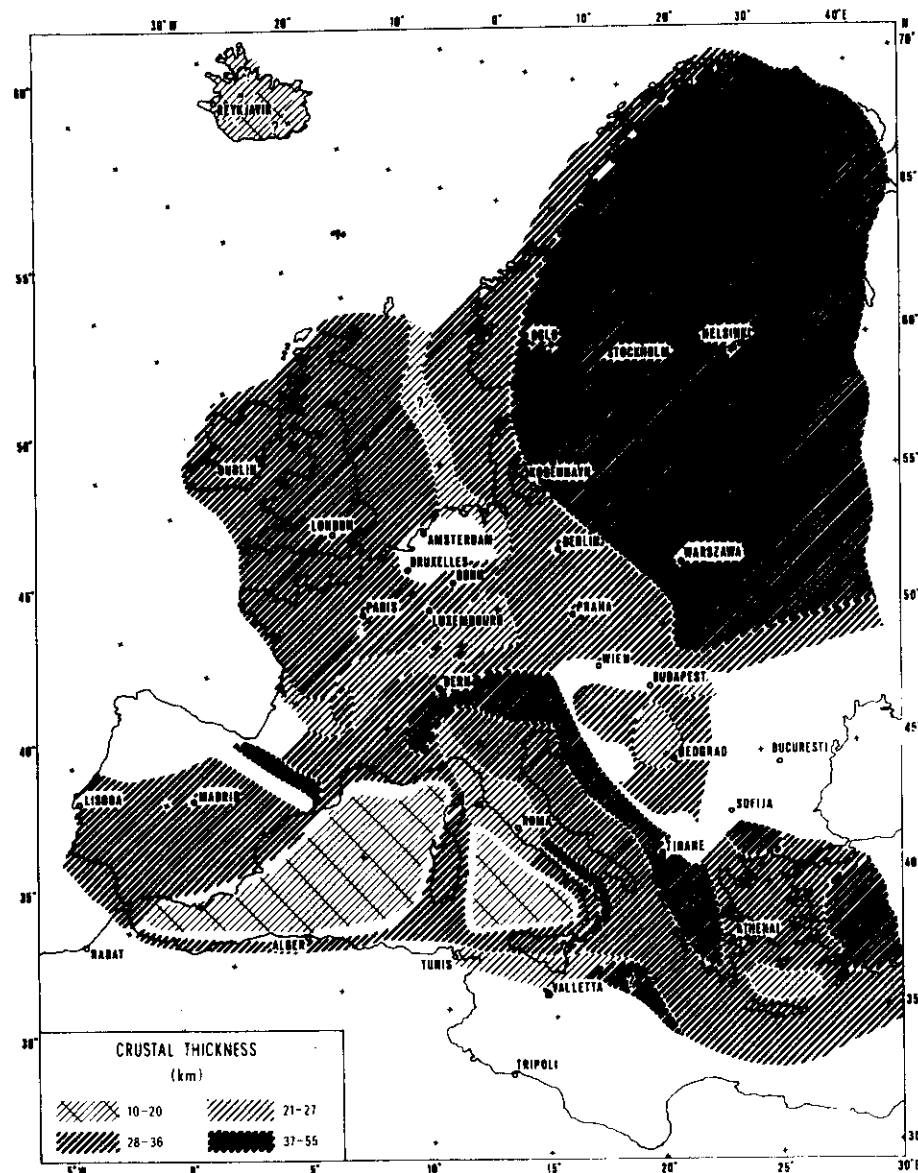 30°W 20° 10° 0° 10° 20° 30° 40°E N
70°
60°
REYKJAVIK
65°
55°
60°
OSLO STOCKHOLM HELSINKI
50°
55°
DUBLIN KOBENHAVN
LONDON AMSTERDAM BERLIN WARSZAWA
BRUXELLES
BONN
45°
50°
PARIS LUXEMBOURG PRAHA
WIEN
BERN BUDAPEST
45°
40°
BEOGRAD BUCURESTI
LISBOA MADRID SOFIJA
ROMA TIRANE
40°
35°
ATHENAI
RABAT ALGER
TUNIS
VALLETTA
35°
30°
TRIPOLI
CRUSTAL THICKNESS
(km)
10-20 21-27
28-36 37-55
30°
5°W 0° 5° 10° 15° 20° 25° E